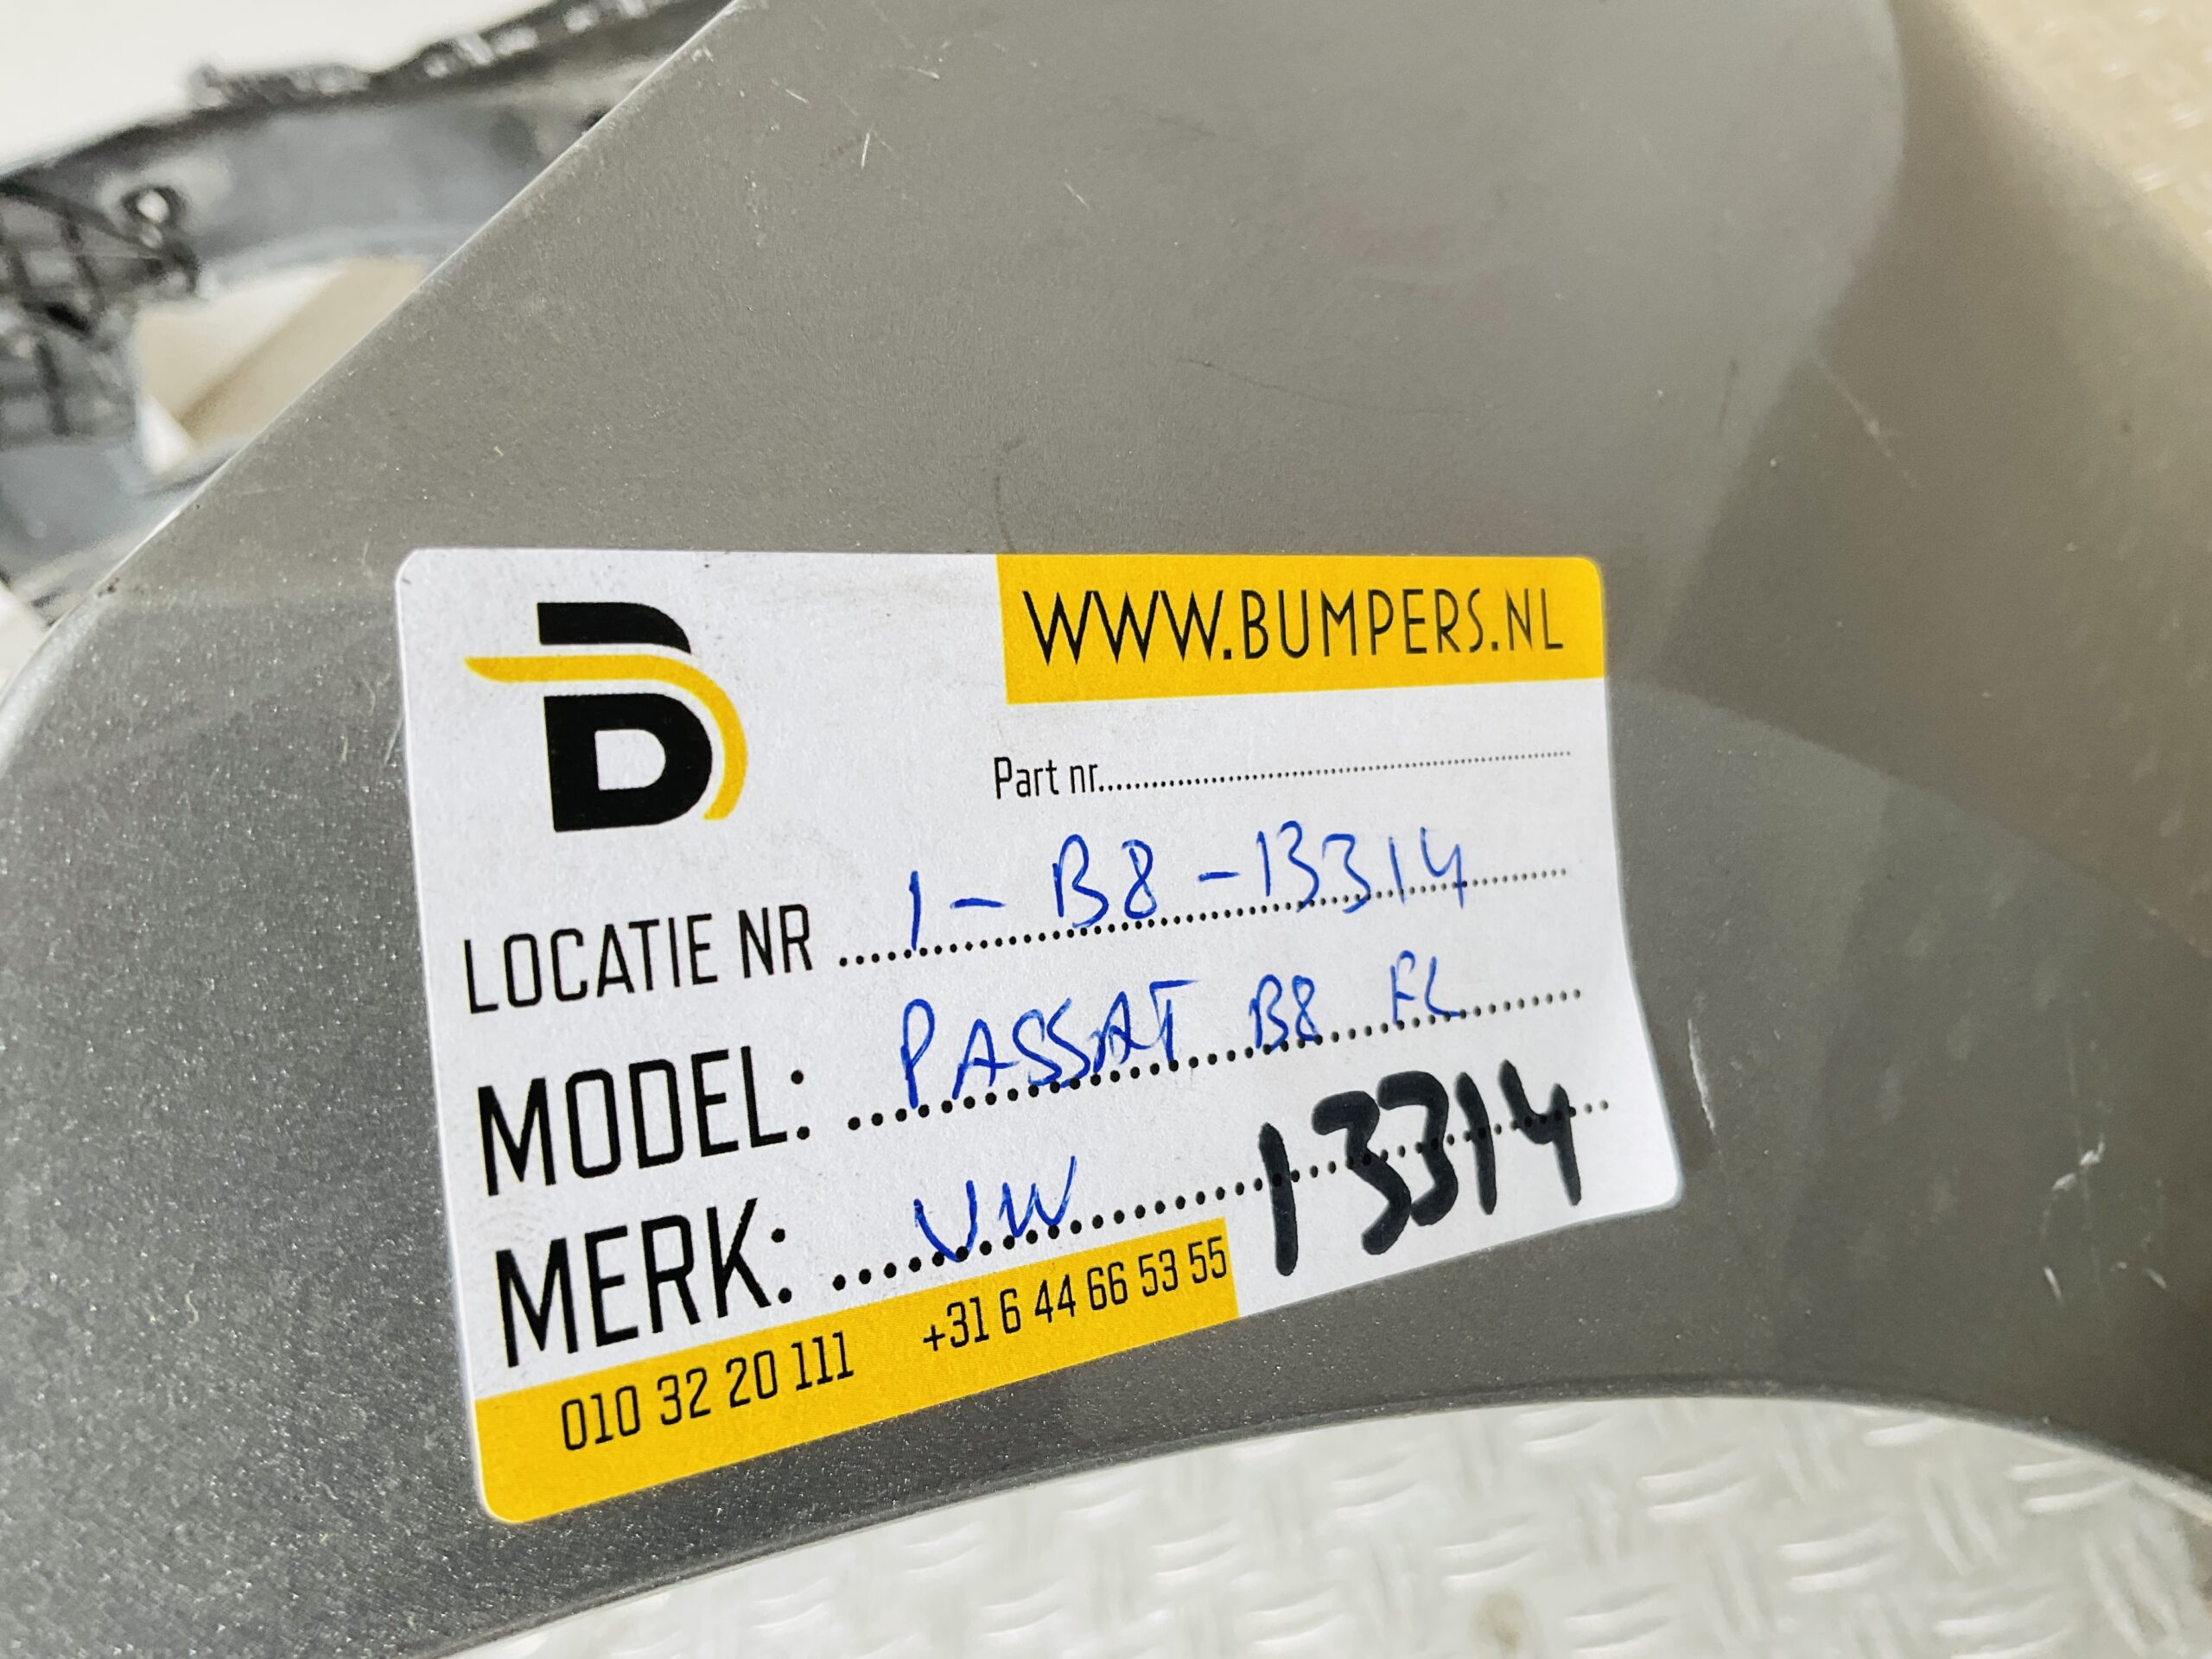 B
WWW.BUMPERS.NL
Part nr..........
LOCATIE NR 1-B8-13314
MODEL: PASSAT B8 FL
MERK: VW 13314
010 32 20 111 +31 6 44 66 53 55